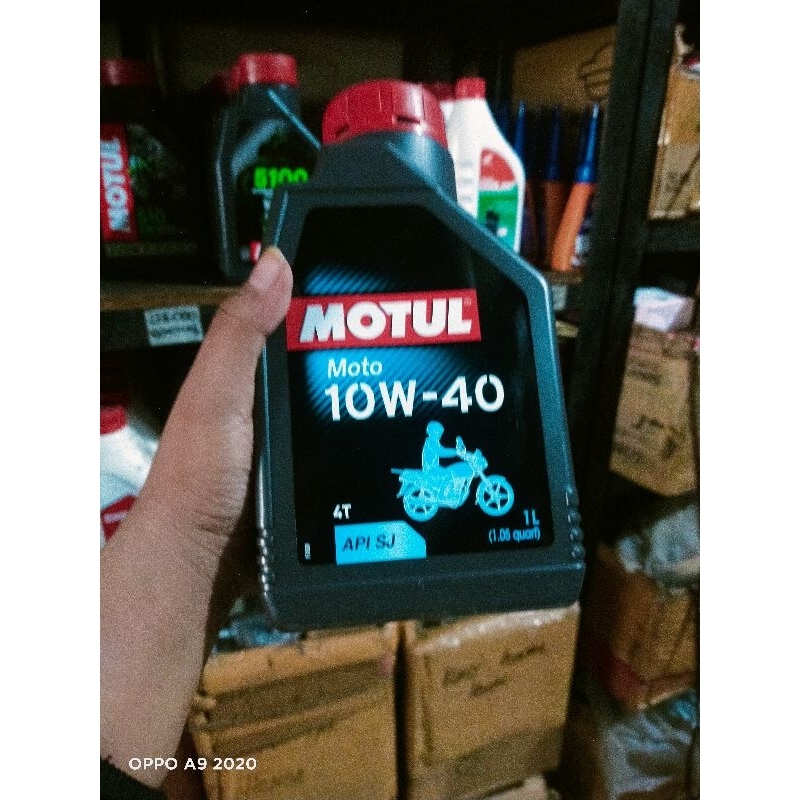 MOTUL
5100
MOTUL
Moto
10W-40
4T
API SJ
1L
(1.05 quart)
OPPO A9 2020